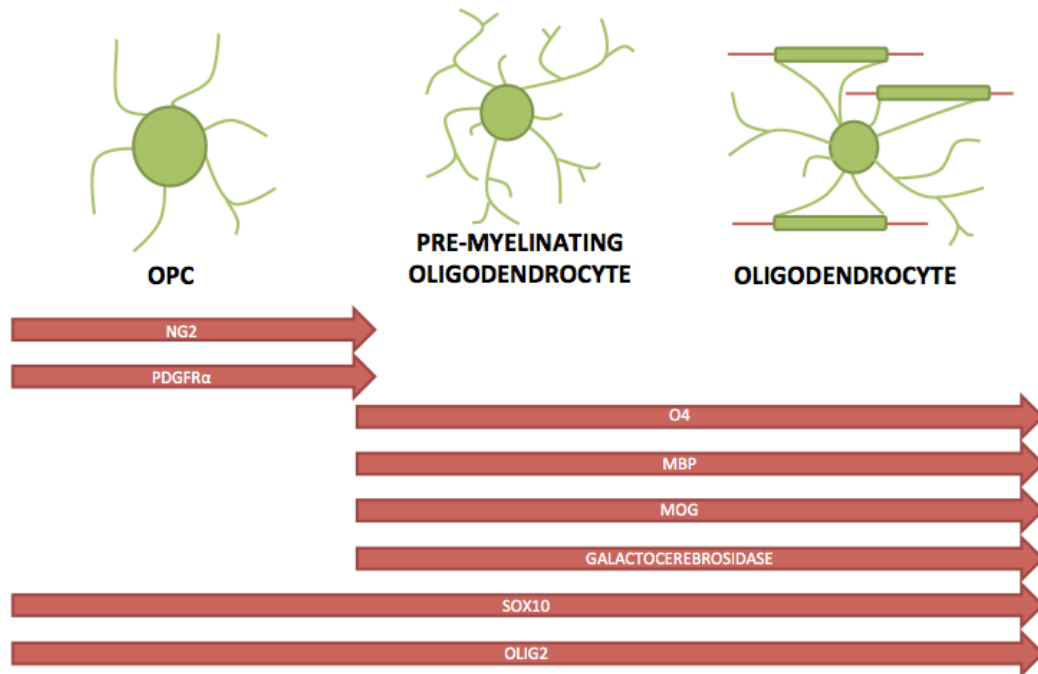 OPC
PRE-MYELINATING
OLIGODENDROCYTE
OLIGODENDROCYTE
NG2
PDGFRα
O4
MBP
MOG
GALACTOCEREBROSIDASE
SOX10
OLIG2